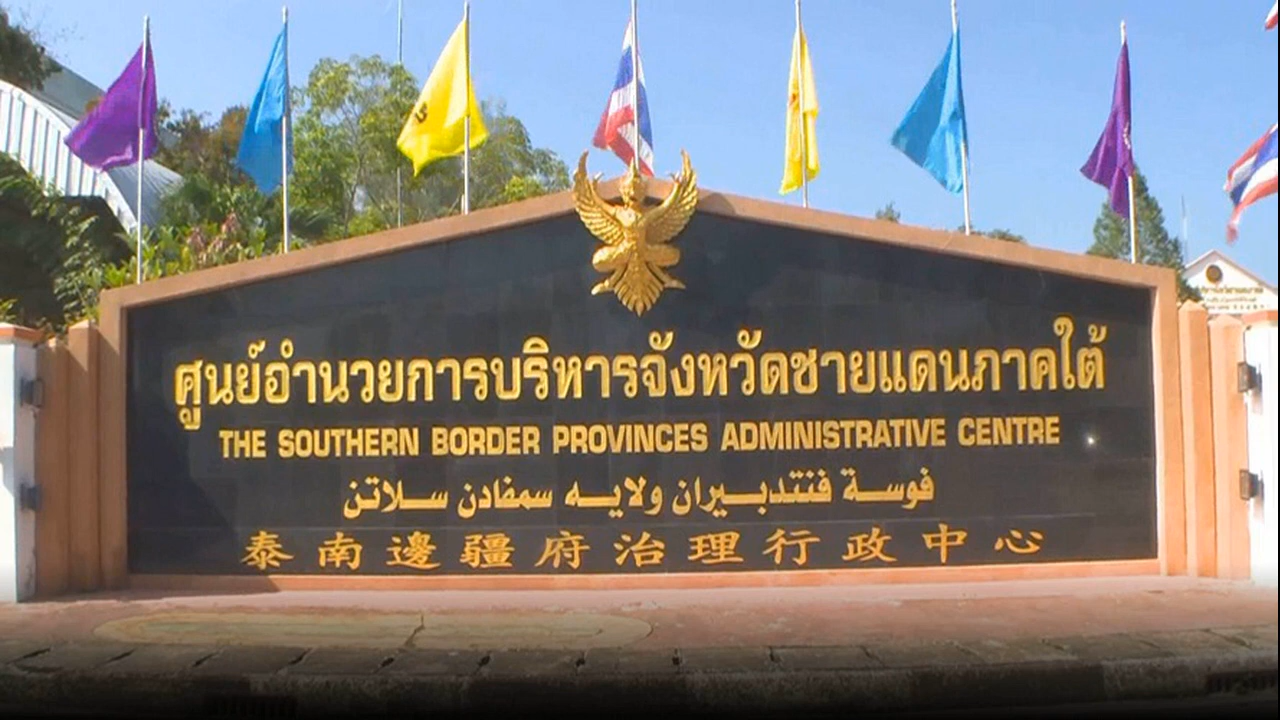 ศูนย์อำนวยการบริหารจังหวัดชายแดนภาคใต้
THE SOUTHERN BORDER PROVINCES ADMINISTRATIVE CENTRE
فوسة فنتدبيران ولايه سمفادن سلاتن
泰南邊疆府治理行政中心